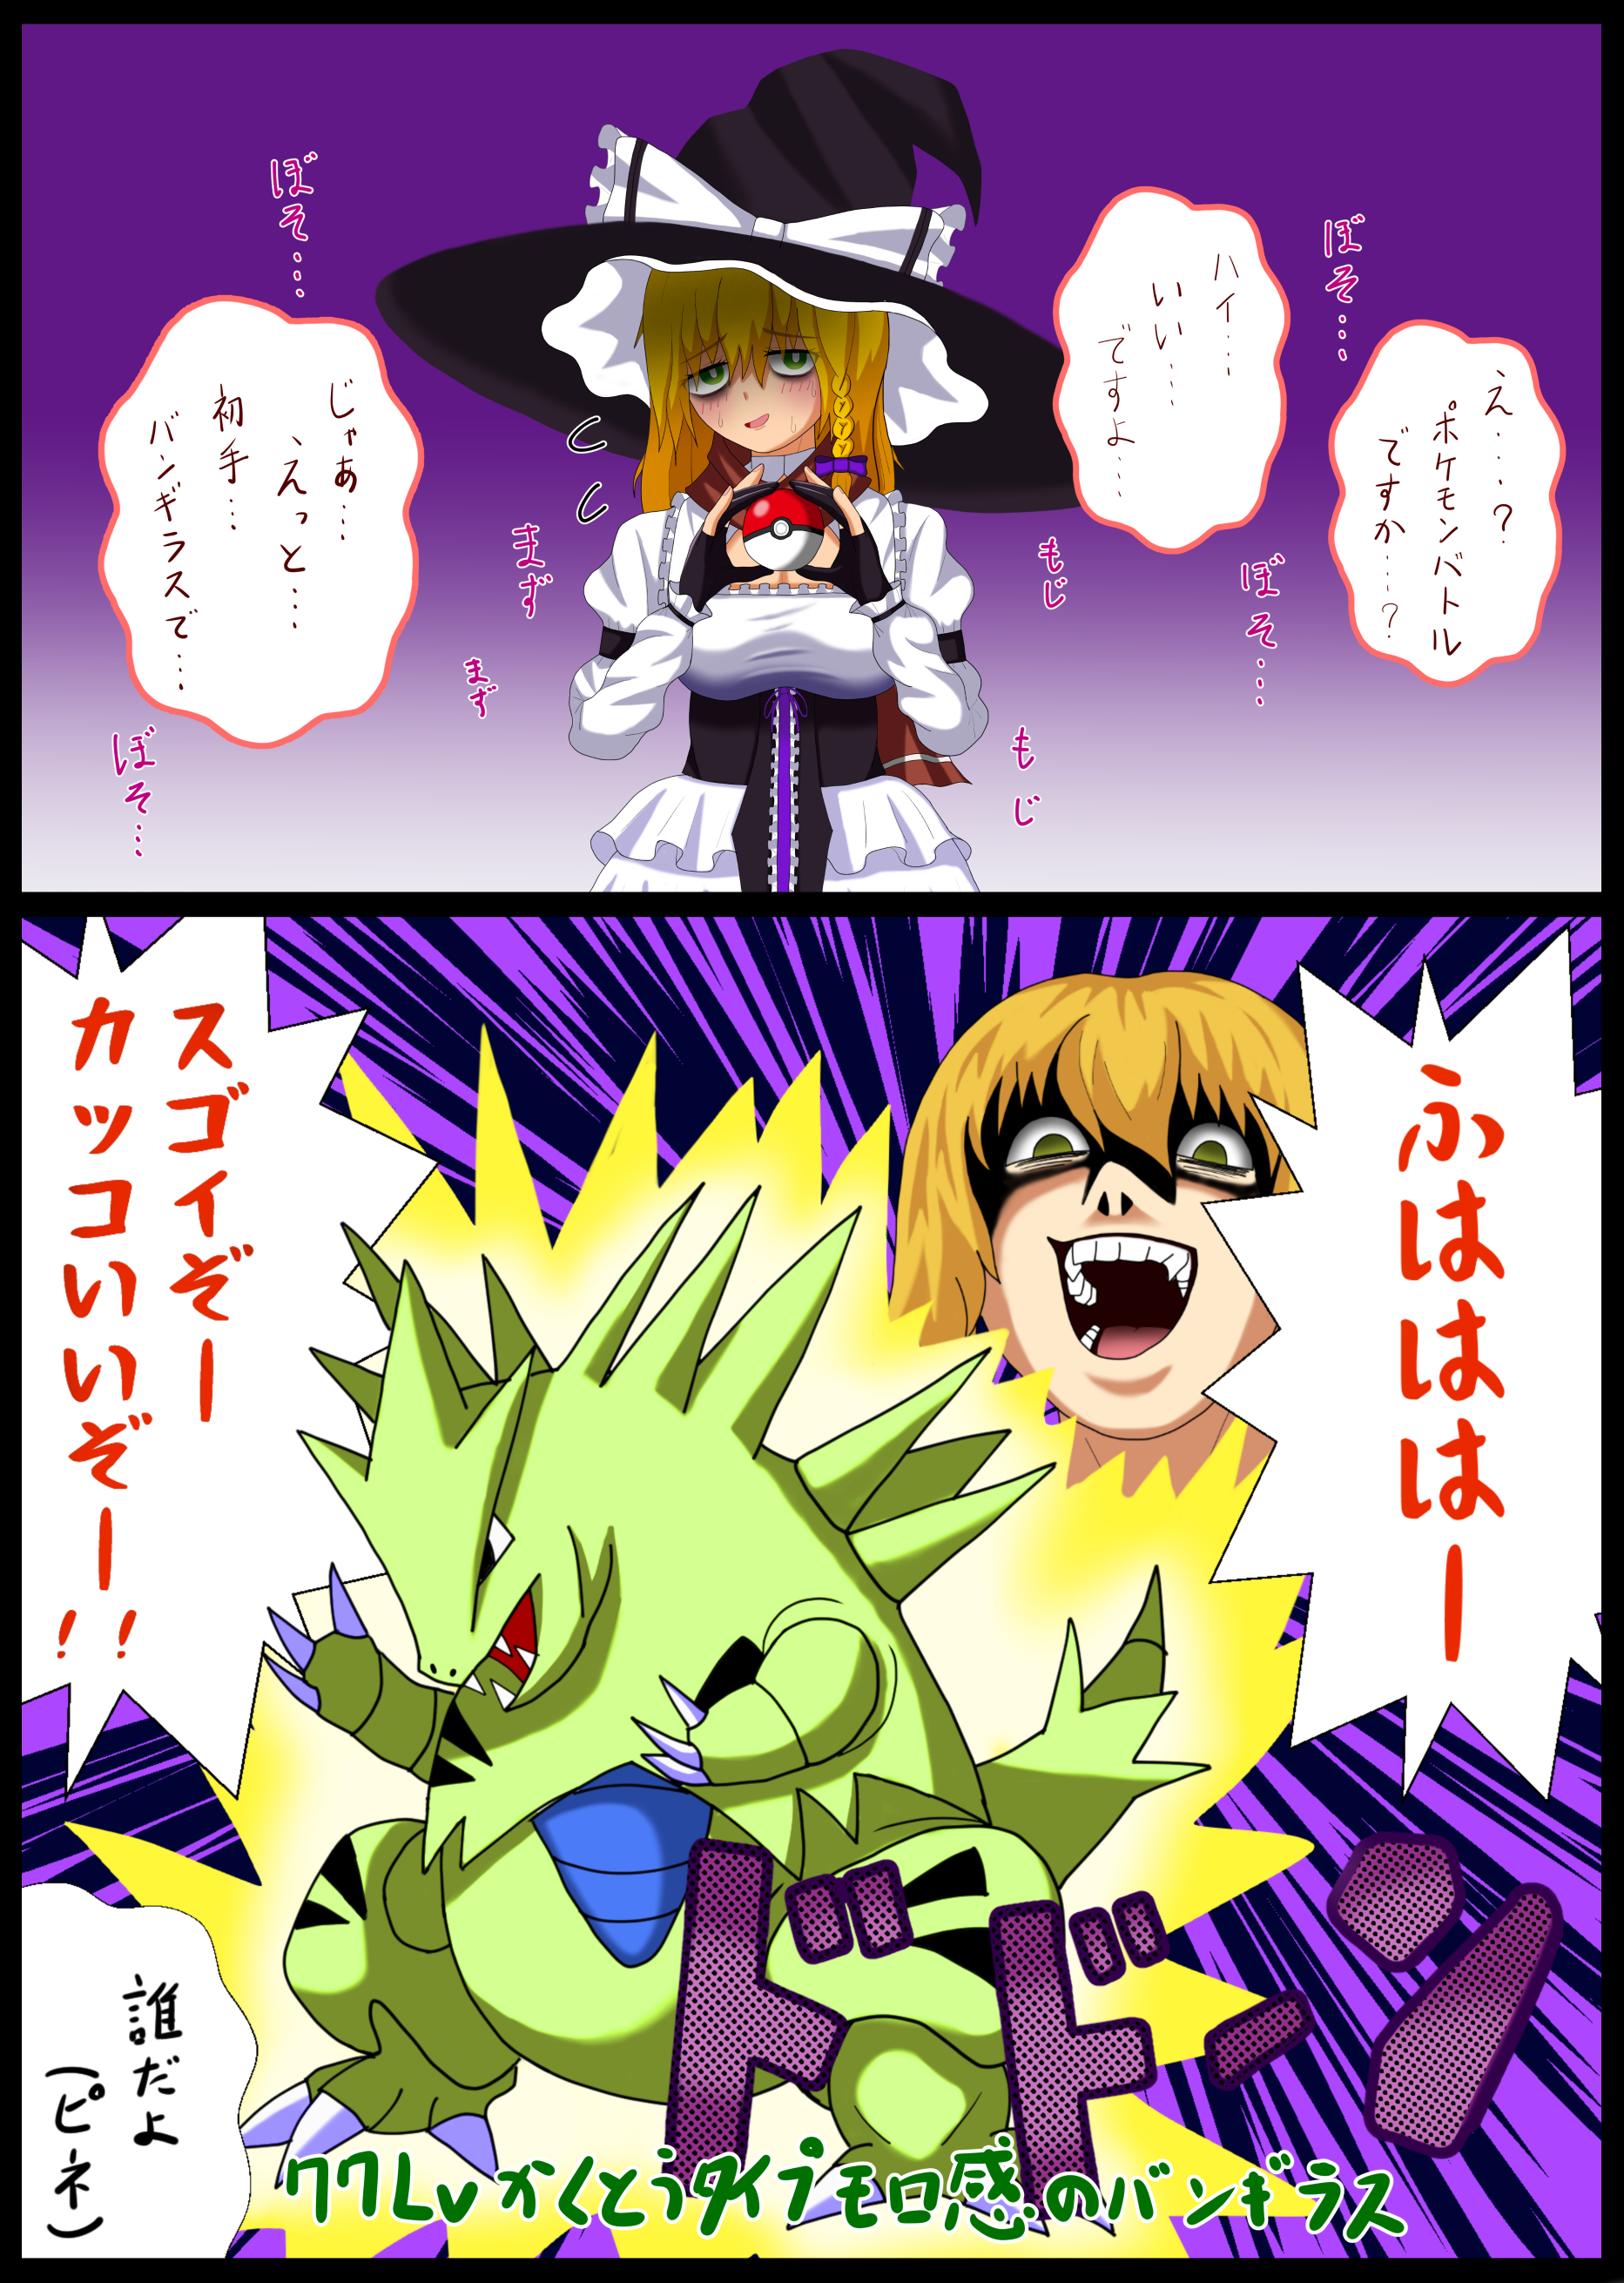 え‥‥?
ポケモンバトル
ですか‥‥?
ぼそ‥‥
ハイ‥‥
いい‥‥
ですよ‥‥
ぼそ‥‥
もじ
もじ
まず
まず
ぼそ‥‥
じゃあ‥‥
、えっと‥‥
初手‥‥
バンギラスで‥‥
ぼそ‥‥
ふはははー
スゴイぞー
カッコいいぞー!!
ドドーン!
誰だよ
(ピネ)
77Lvかくとうタイプモロ感のバンギラス